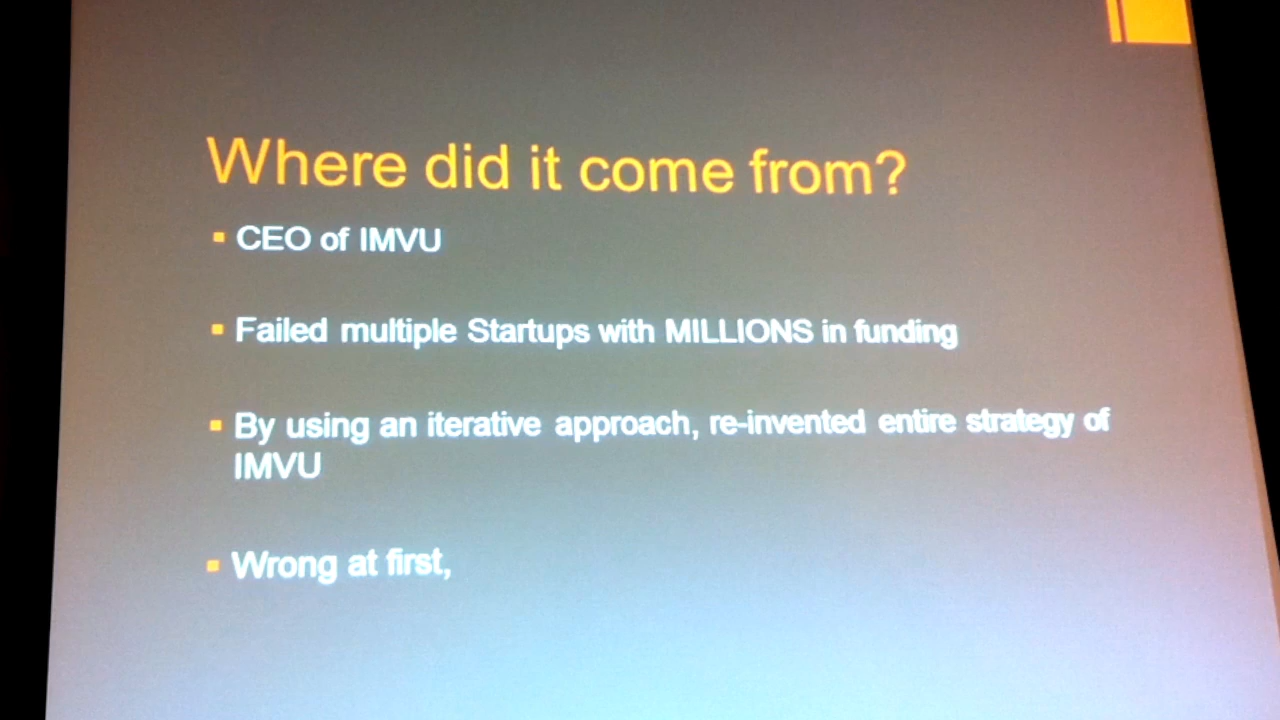 Where did it come from?
CEO of IMVU
Failed multiple Startups with MILLIONS in funding
By using an iterative approach, re-invented entire strategy of
IMVU
Wrong at first,